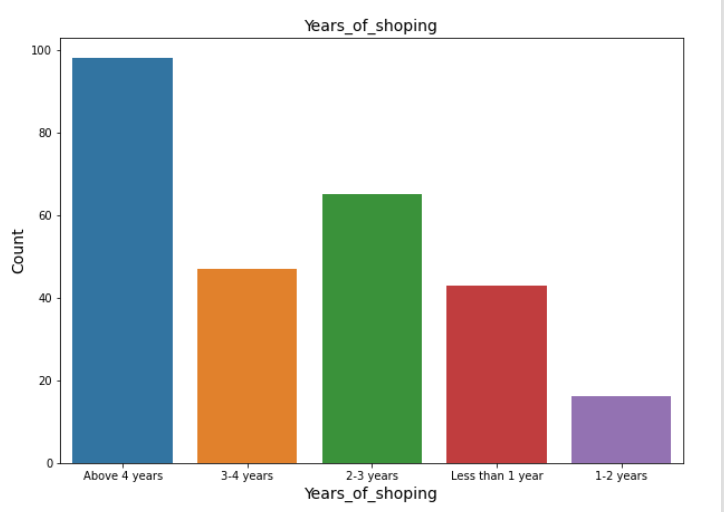 Years_of_shoping
100
80
60
40
20
0
Count
Above 4 years
3-4 years
2-3 years
Less than 1 year
1-2 years
Years_of_shoping